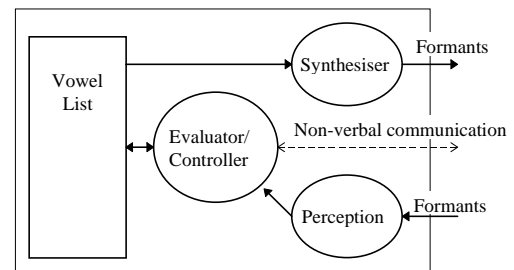 Formants
Synthesiser
Vowel
List
Non-verbal communication
Evaluator/
Controller
Formants
Perception